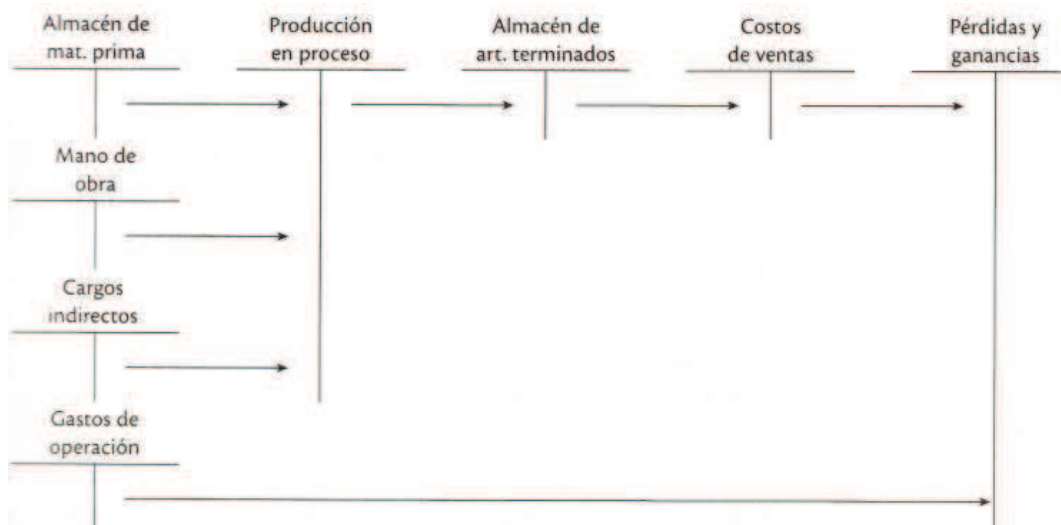 Almacén de
mat. prima
Producción
en proceso
Almacén de
art. terminados
Costos
de ventas
Pérdidas y
ganancias
Mano de
obra
Cargos
indirectos
Gastos de
operación